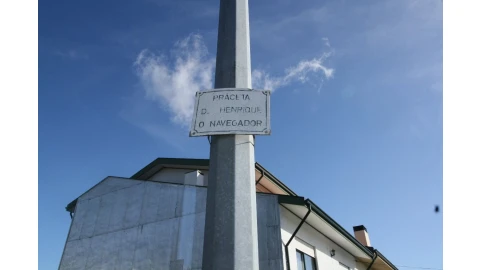 PRACETA
D. HENRIQUE
O NAVEGADOR